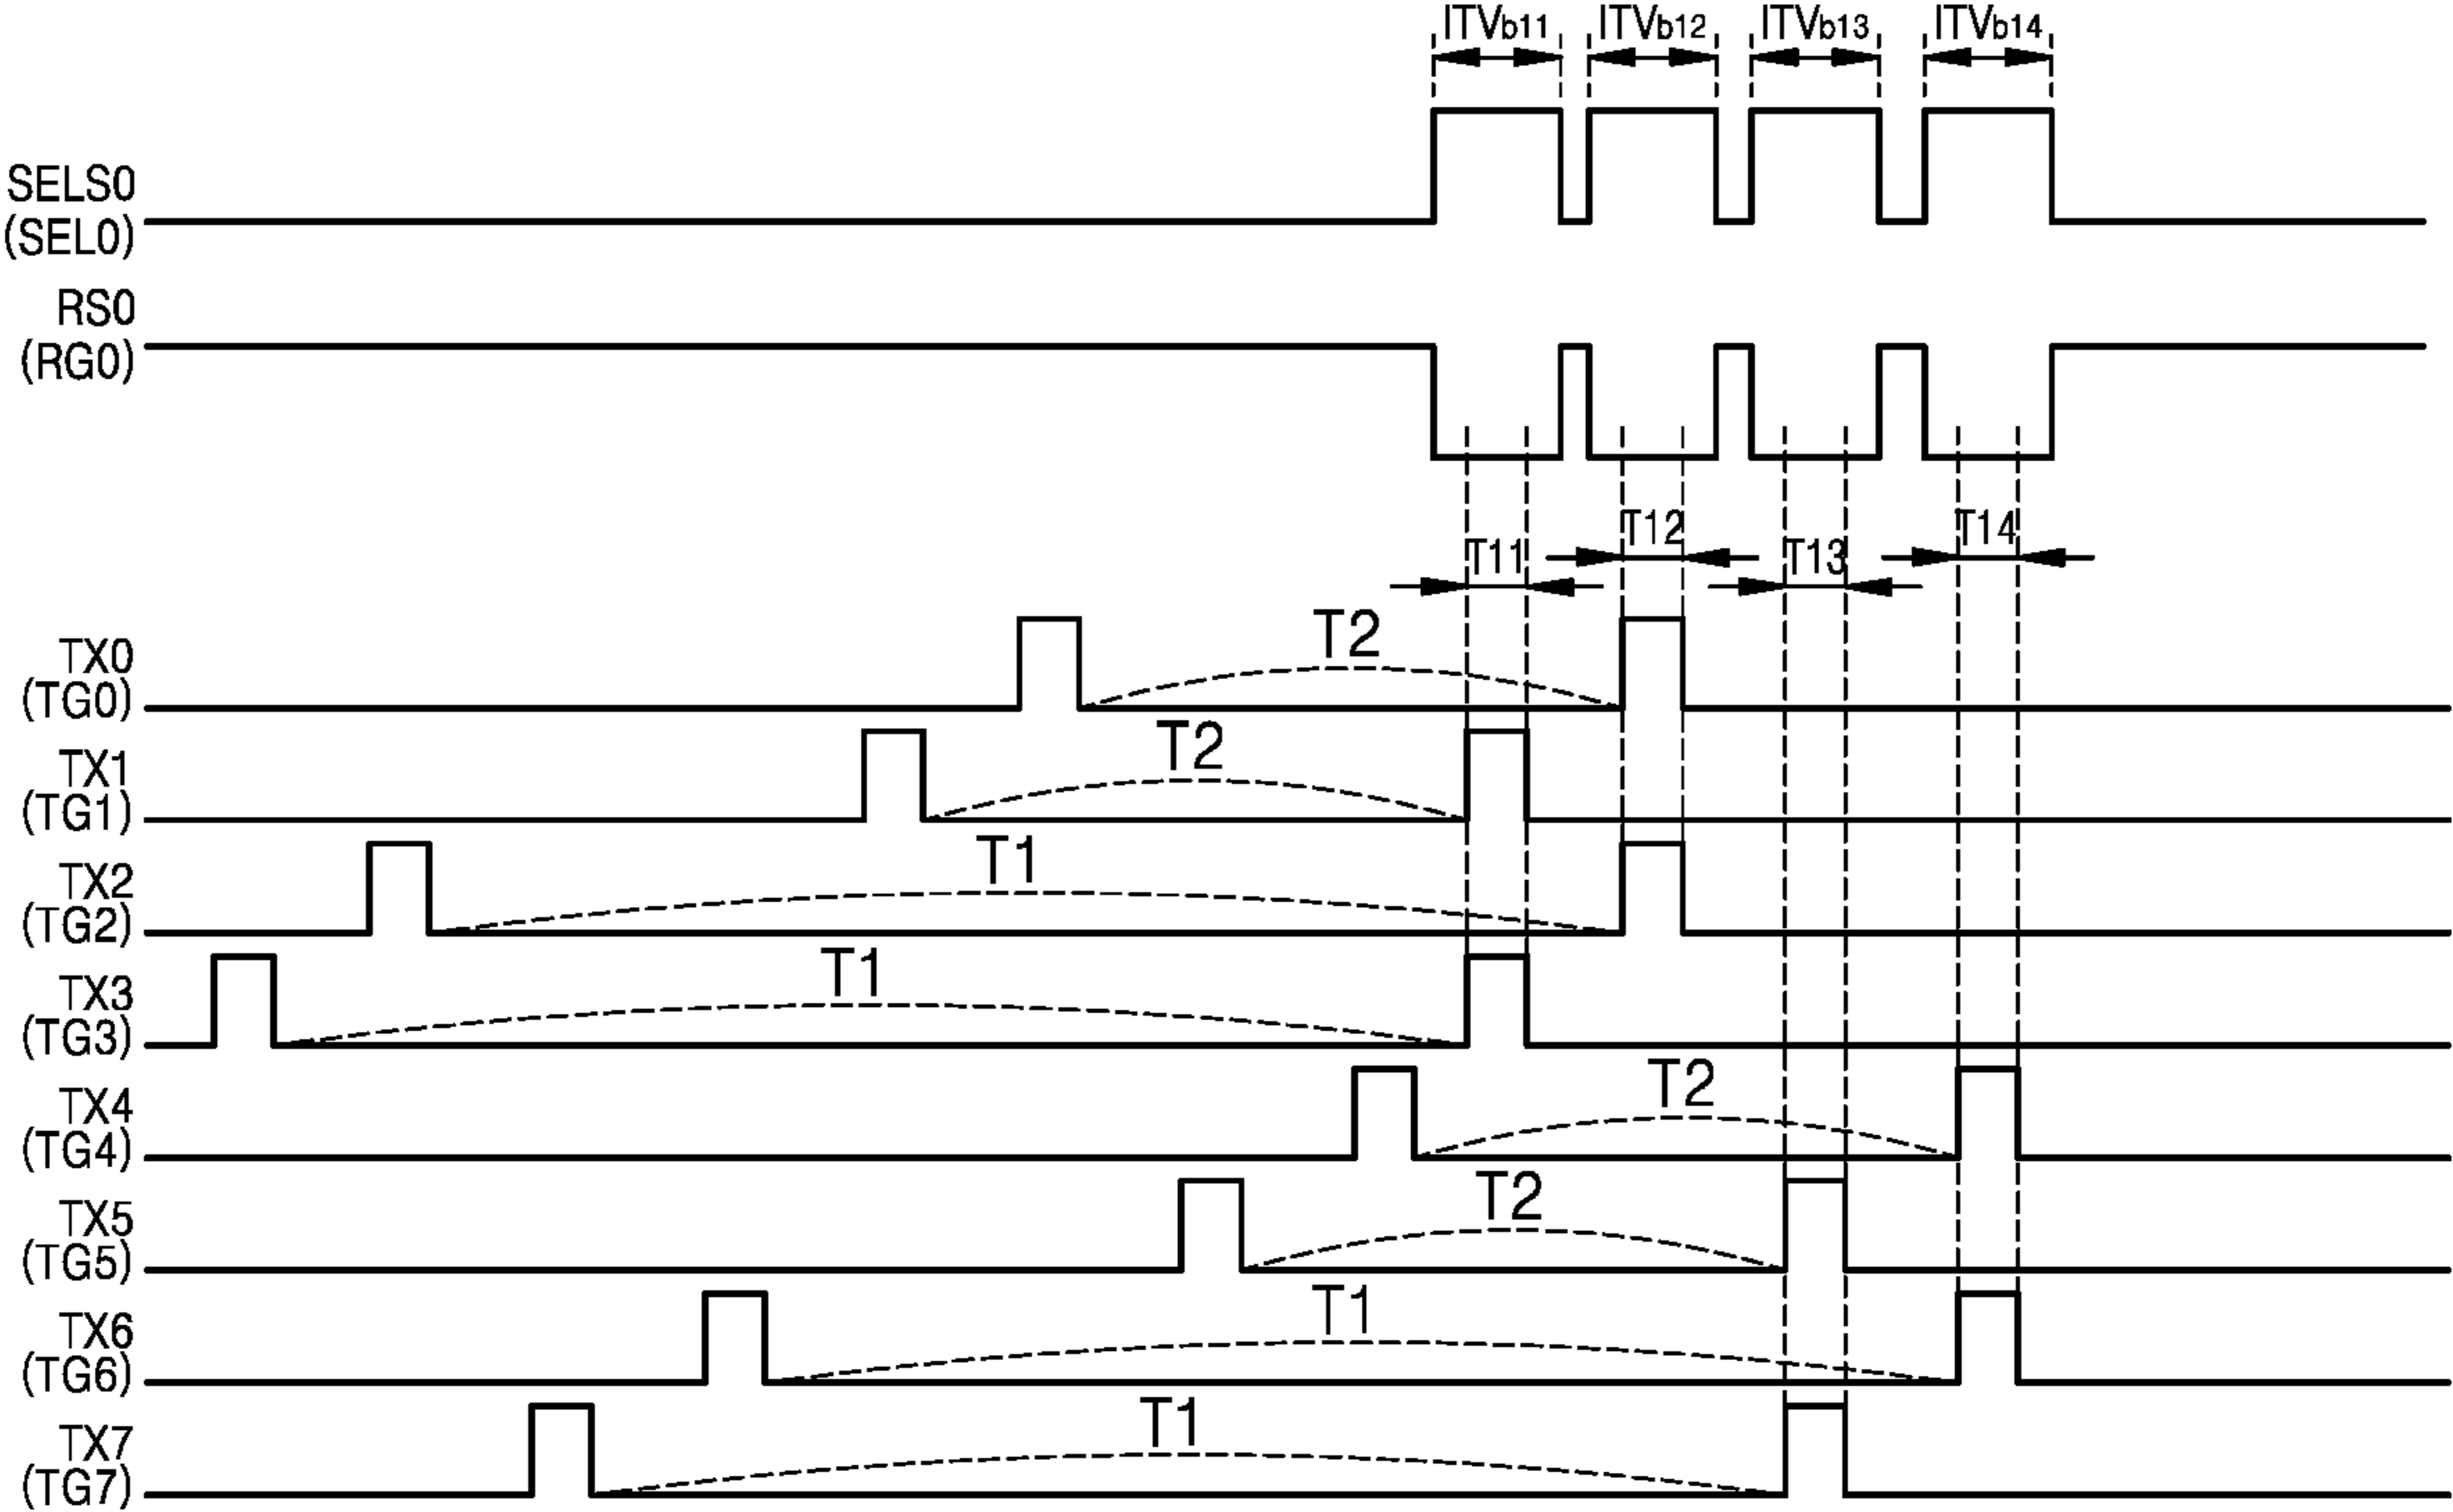 ITVb11 ITVb12 ITVb13 ITVb14
SELS0
(SEL0)
RS0
(RG0)
T12 T14
T11 T13
TX0
(TG0)
T2
TX1
(TG1)
T2
TX2
(TG2)
T1
TX3
(TG3)
T1
TX4
(TG4)
T2
TX5
(TG5)
T2
TX6
(TG6)
T1
TX7
(TG7)
T1